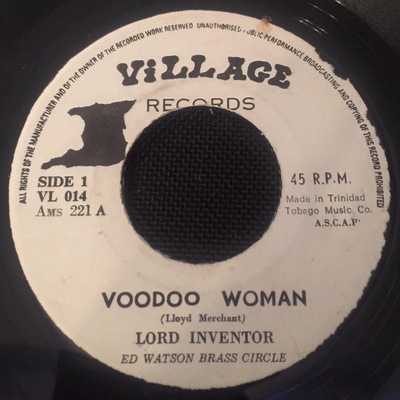 ALL RIGHTS OF THE MANUFACTURER AND OF THE OWNER OF THE RECORDED WORK RESERVED. UNAUTHORISED PUBLIC PERFORMANCE BROADCASTING AND COPYING OF THIS RECORD PROHIBITED
ViLLAGE
RECORDS
SIDE 1
VL 014
AMS 221 A
45 R.P.M.
Made in Trinidad
Tobago Music. Co.
A.S.C.A.P
VOODOO WOMAN
(Lloyd Merchant)
LORD INVENTOR
ED WATSON BRASS CIRCLE